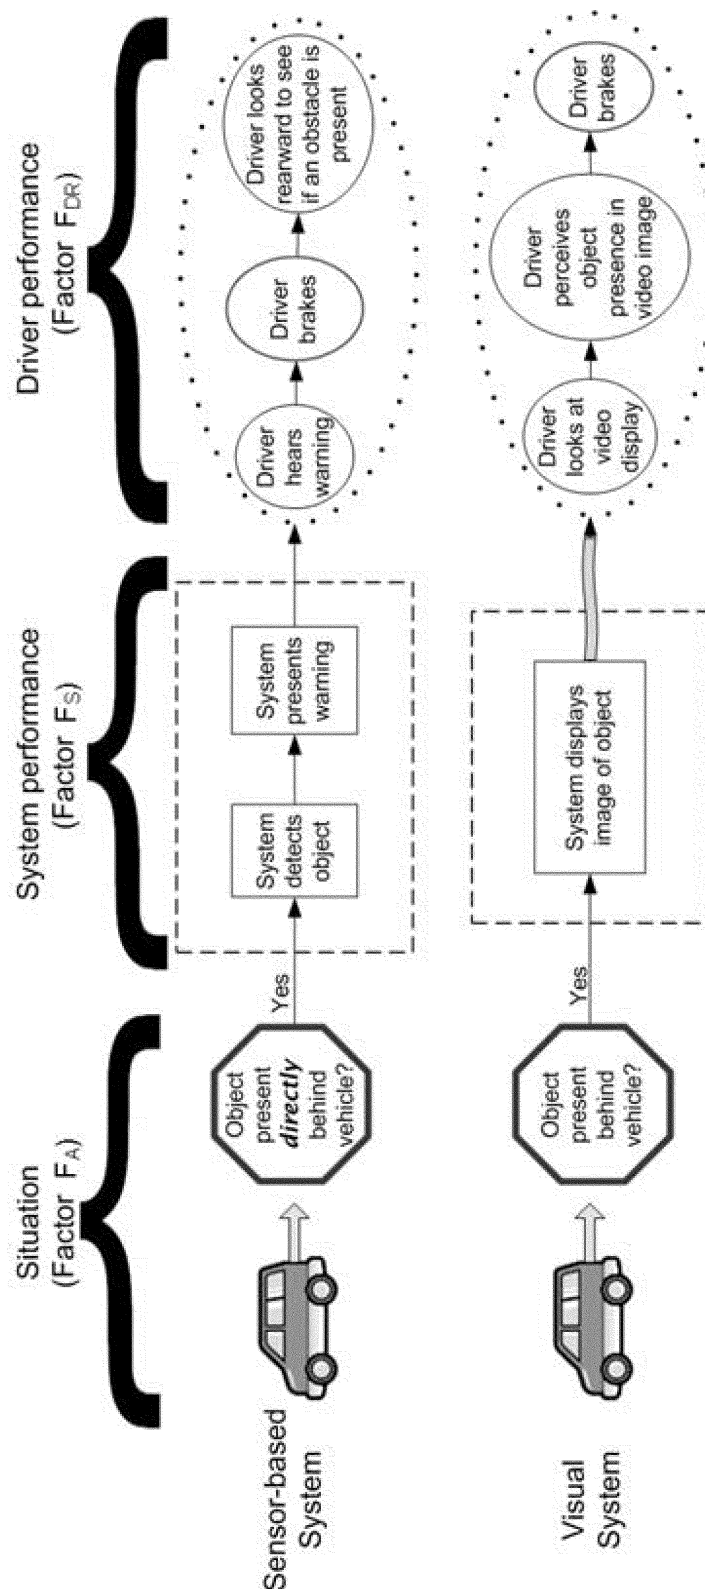 Situation
(Factor FA)
System performance
(Factor FS)
Driver performance
(Factor FDR)
Sensor-based
System
Object
present
directly
behind
vehicle?
Yes
System
detects
object
System
presents
warning
Driver
hears
warning
Driver
brakes
Driver looks
rearward to see
if an obstacle is
present
Visual
System
Object
present
behind
vehicle?
Yes
System displays
image of object
Driver
looks at
video
display
Driver
perceives
object
presence in
video image
Driver
brakes